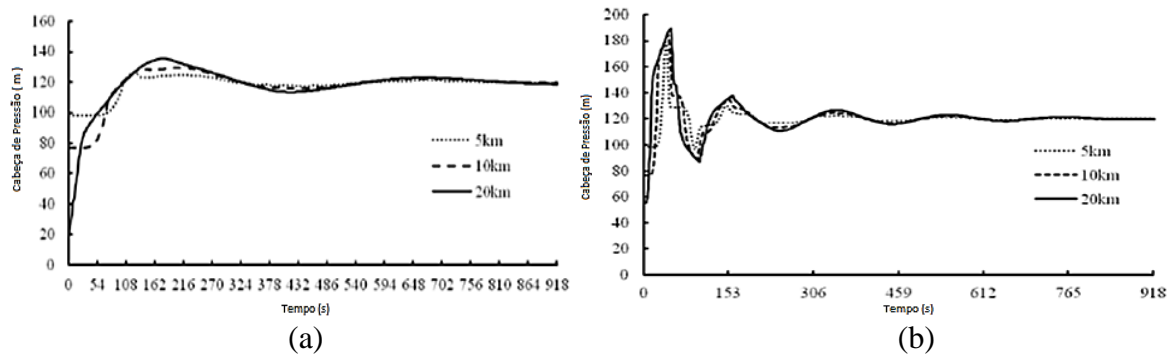 160
140
120
100
80
60
40
20
0
Cabeça de Pressão ( m )
5km
10km
20km
0 54 108 162 216 270 324 378 432 486 540 594 648 702 756 810 864 918
Tempo (s)
(a)
200
180
160
140
120
100
80
60
40
20
0
Cabeça de Pressão (m)
5km
10km
20km
0 153 306 459 612 765 918
Tempo (s)
(b)